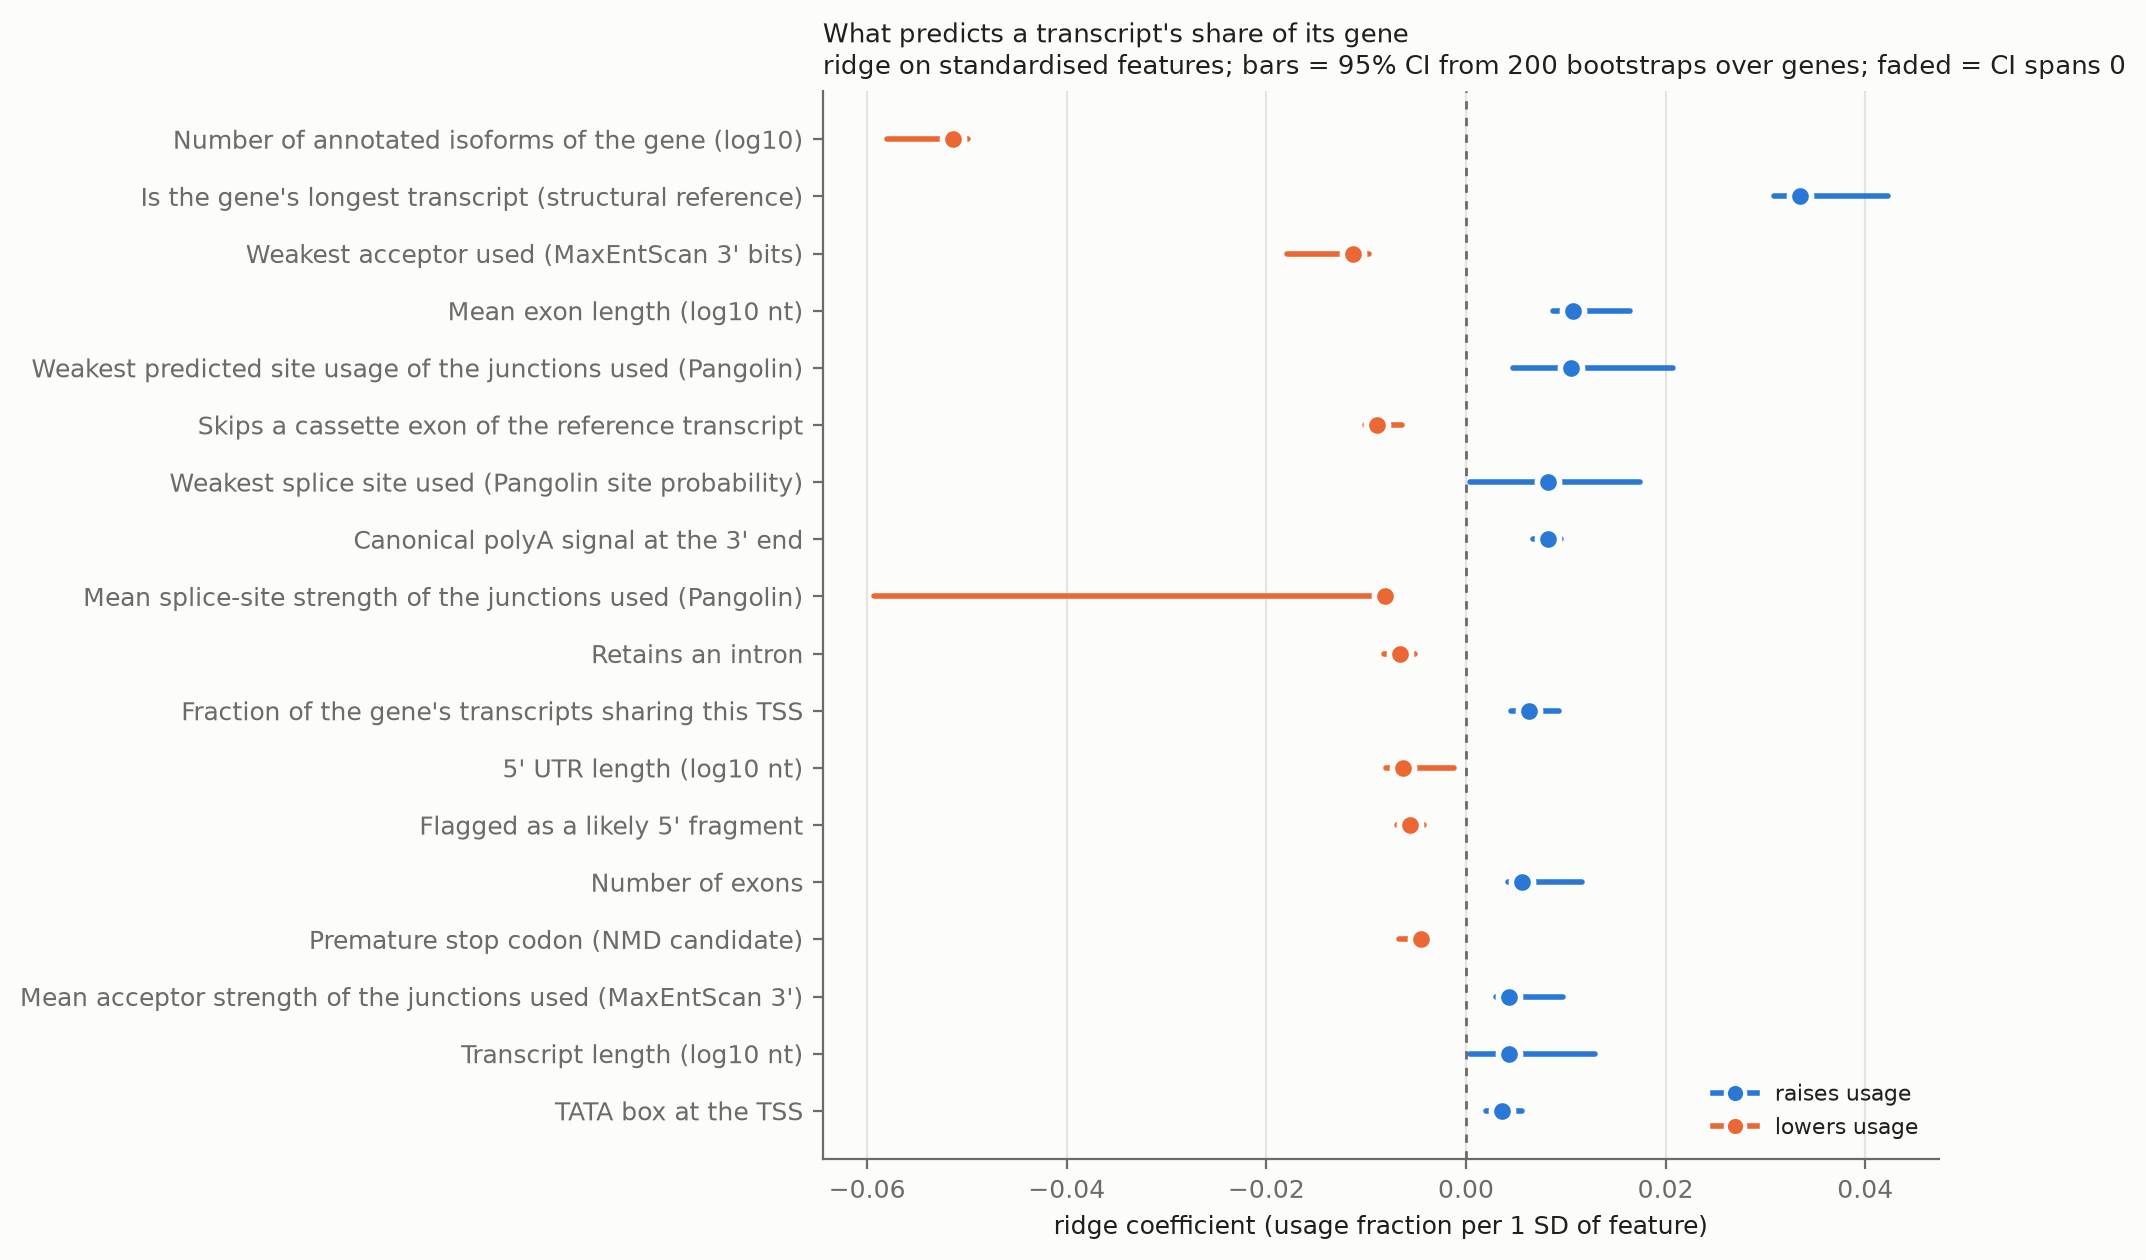 What predicts a transcript's share of its gene
ridge on standardised features; bars = 95% CI from 200 bootstraps over genes; faded = CI spans 0
Number of annotated isoforms of the gene (log10)
Is the gene's longest transcript (structural reference)
Weakest acceptor used (MaxEntScan 3' bits)
Mean exon length (log10 nt)
Weakest predicted site usage of the junctions used (Pangolin)
Skips a cassette exon of the reference transcript
Weakest splice site used (Pangolin site probability)
Canonical polyA signal at the 3' end
Mean splice-site strength of the junctions used (Pangolin)
Retains an intron
Fraction of the gene's transcripts sharing this TSS
5' UTR length (log10 nt)
Flagged as a likely 5' fragment
Number of exons
Premature stop codon (NMD candidate)
Mean acceptor strength of the junctions used (MaxEntScan 3')
Transcript length (log10 nt)
TATA box at the TSS
raises usage
lowers usage
−0.06 −0.04 −0.02 0.00 0.02 0.04
ridge coefficient (usage fraction per 1 SD of feature)